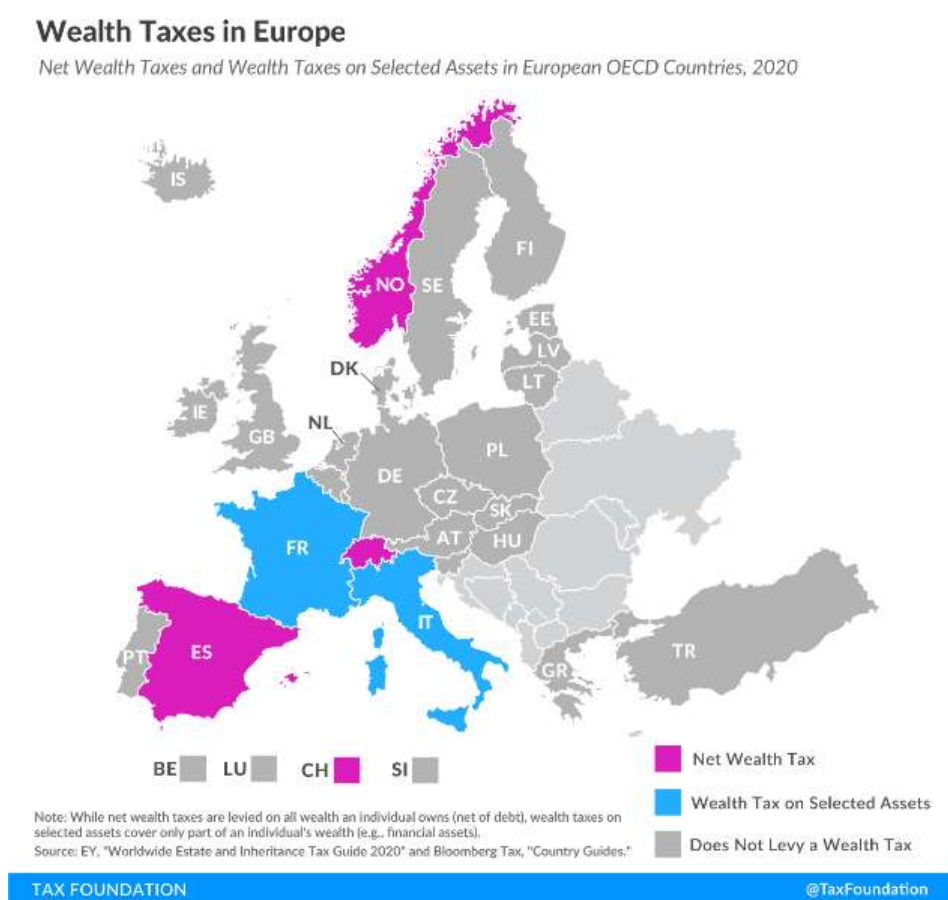 Wealth Taxes in Europe
Net Wealth Taxes and Wealth Taxes on Selected Assets in European OECD Countries, 2020
IS
FI
NO
SE
EE
LV
DK
LT
IE
NL
GB
PL
DE
CZ
SK
AT
HU
FR
IT
PT
ES
TR
GR
BE
LU
CH
SI
Net Wealth Tax
Wealth Tax on Selected Assets
Does Not Levy a Wealth Tax
Note: While net wealth taxes are levied on all wealth an individual owns (net of debt), wealth taxes on
selected assets cover only part of an individual's wealth (e.g., financial assets).
Source: EY, "Worldwide Estate and Inheritance Tax Guide 2020" and Bloomberg Tax, "Country Guides."
TAX FOUNDATION
@TaxFoundation